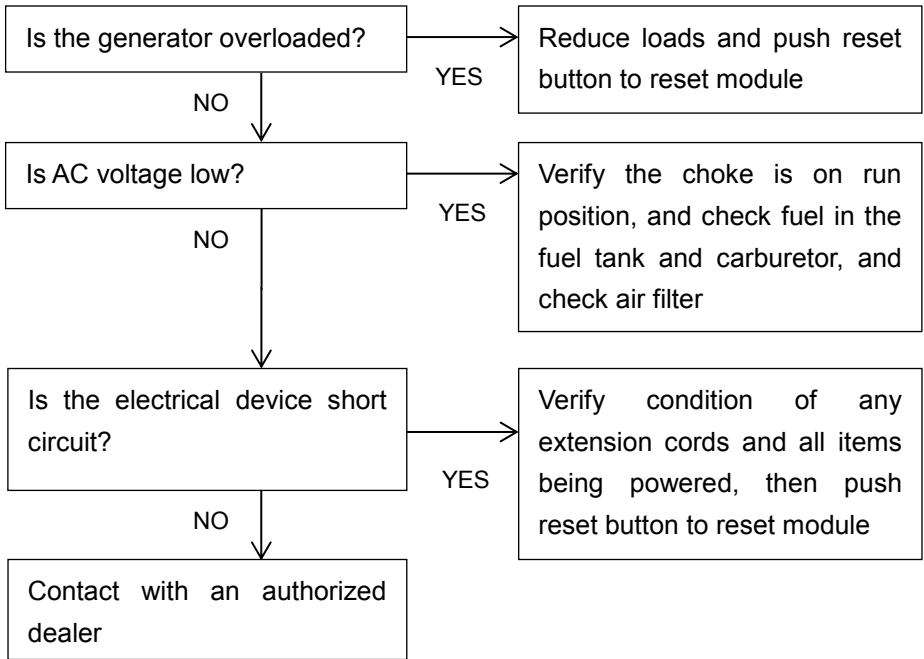 Is the generator overloaded?
YES
Reduce loads and push reset
button to reset module
NO
Is AC voltage low?
YES
Verify the choke is on run
position, and check fuel in the
fuel tank and carburetor, and
check air filter
NO
Is the electrical device short
circuit?
YES
Verify condition of any
extension cords and all items
being powered, then push
reset button to reset module
NO
Contact with an authorized
dealer